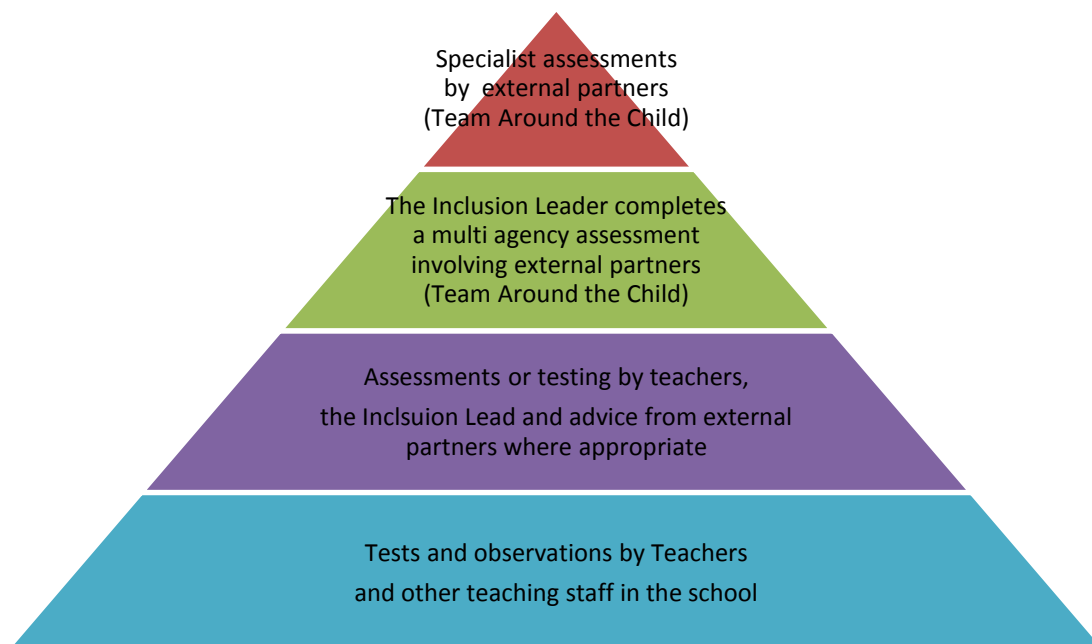 Specialist assessments
by  external partners
(Team Around the Child)
The Inclusion Leader completes
a multi agency assessment
involving external partners
(Team Around the Child)
Assessments or testing by teachers,
the Inclsuion Lead and advice from external
partners where appropriate
Tests and observations by Teachers
and other teaching staff in the school